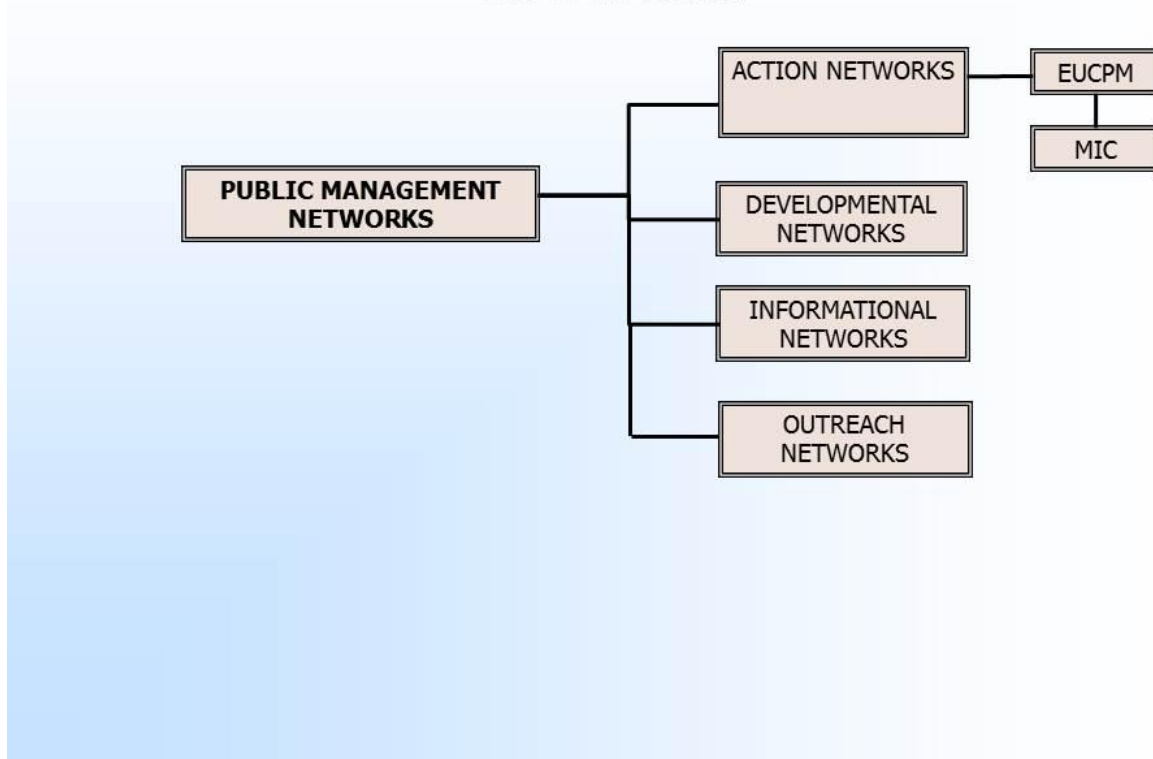 ACTION NETWORKS
EUCPM
MIC
PUBLIC MANAGEMENT
NETWORKS
DEVELOPMENTAL
NETWORKS
INFORMATIONAL
NETWORKS
OUTREACH
NETWORKS